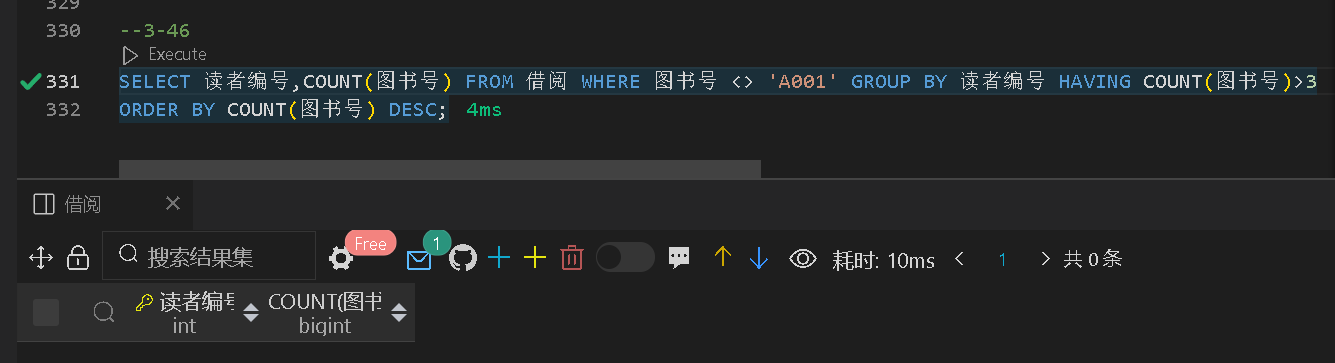 329
330 --3-46
Execute
331 SELECT 读者编号,COUNT(图书号) FROM 借阅 WHERE 图书号 <> 'A001' GROUP BY 读者编号 HAVING COUNT(图书号)>3
332 ORDER BY COUNT(图书号) DESC; 4ms
借阅
搜索结果集 Free 1 耗时: 10ms 1 共 0 条
读者编号 COUNT(图书
int bigint